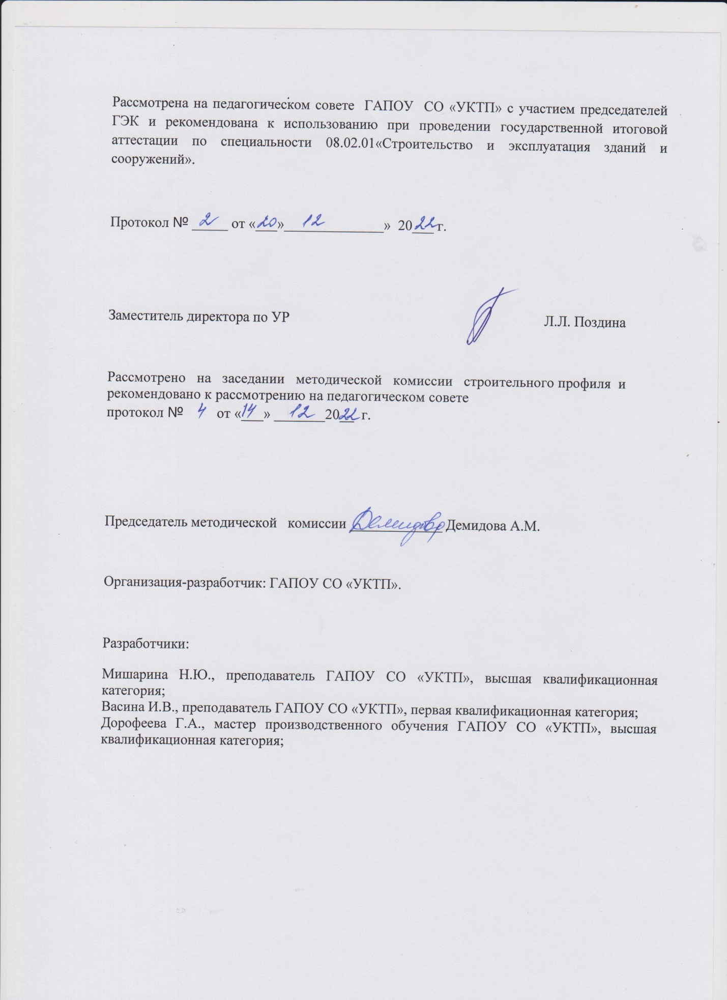 Рассмотрена на педагогическом совете ГАПОУ СО «УКТП» с участием председателей
ГЭК и рекомендована к использованию при проведении государственной итоговой
аттестации по специальности 08.02.01«Строительство и эксплуатация зданий и
сооружений».
Протокол № 2 от «20» 12 » 2022 г.
Заместитель директора по УР Л.Л. Поздина
Рассмотрено на заседании методической комиссии строительного профиля и
рекомендовано к рассмотрению на педагогическом совете
протокол № 4 от «14» 12 2022 г.
Председатель методической комиссии Демидова Демидова А.М.
Организация-разработчик: ГАПОУ СО «УКТП».
Разработчики:
Мишарина Н.Ю., преподаватель ГАПОУ СО «УКТП», высшая квалификационная
категория;
Васина И.В., преподаватель ГАПОУ СО «УКТП», первая квалификационная категория;
Дорофеева Г.А., мастер производственного обучения ГАПОУ СО «УКТП», высшая
квалификационная категория;